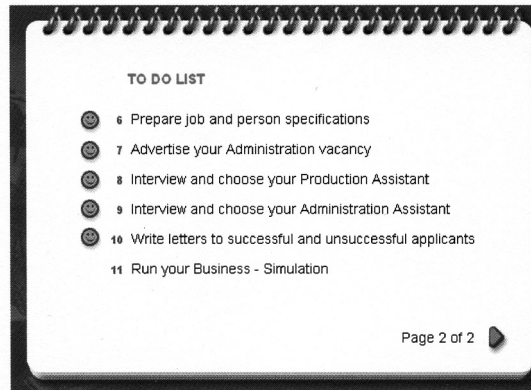 TO DO LIST
6 Prepare job and person specifications
7 Advertise your Administration vacancy
8 Interview and choose your Production Assistant
9 Interview and choose your Administration Assistant
10 Write letters to successful and unsuccessful applicants
11 Run your Business - Simulation
Page 2 of 2